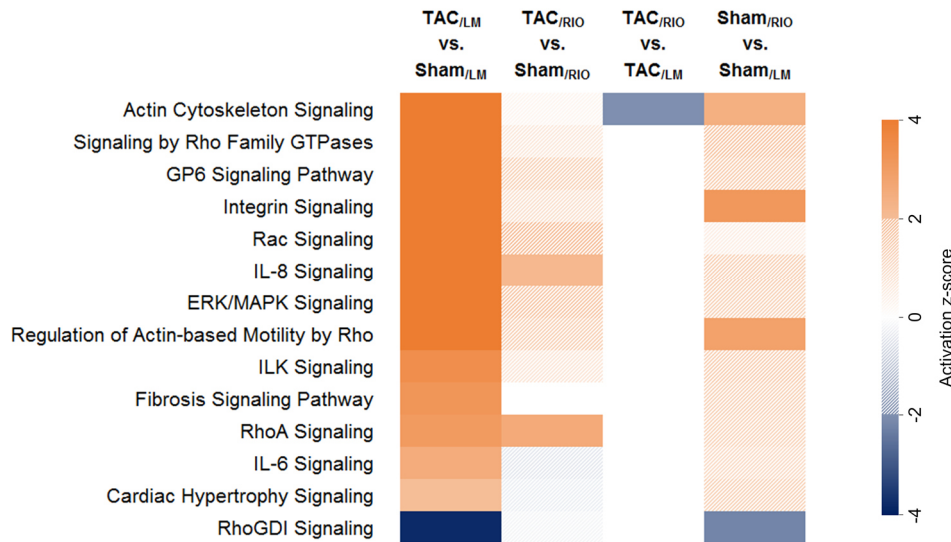 TAC/LM vs. Sham/LM
TAC/RIO vs. Sham/RIO
TAC/RIO vs. TAC/LM
Sham/RIO vs. Sham/LM
Actin Cytoskeleton Signaling
Signaling by Rho Family GTPases
GP6 Signaling Pathway
Integrin Signaling
Rac Signaling
IL-8 Signaling
ERK/MAPK Signaling
Regulation of Actin-based Motility by Rho
ILK Signaling
Fibrosis Signaling Pathway
RhoA Signaling
IL-6 Signaling
Cardiac Hypertrophy Signaling
RhoGDI Signaling
4
2
0
-2
-4
Activation z-score